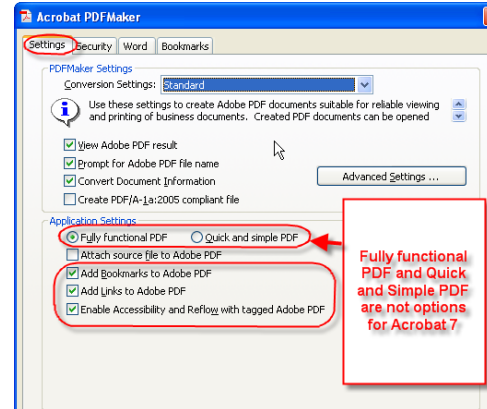 Acrobat PDFMaker
Settings Security Word Bookmarks
PDFMaker Settings
Conversion Settings: Standard
Use these settings to create Adobe PDF documents suitable for reliable viewing
and printing of business documents. Created PDF documents can be opened
View Adobe PDF result
Prompt for Adobe PDF file name
Convert Document Information
Advanced Settings ...
Create PDF/A-1a:2005 compliant file
Application Settings
Fully functional PDF Quick and simple PDF
Attach source file to Adobe PDF
Add Bookmarks to Adobe PDF
Add Links to Adobe PDF
Enable Accessibility and Reflow with tagged Adobe PDF
Fully functional
PDF and Quick
and Simple PDF
are not options
for Acrobat 7